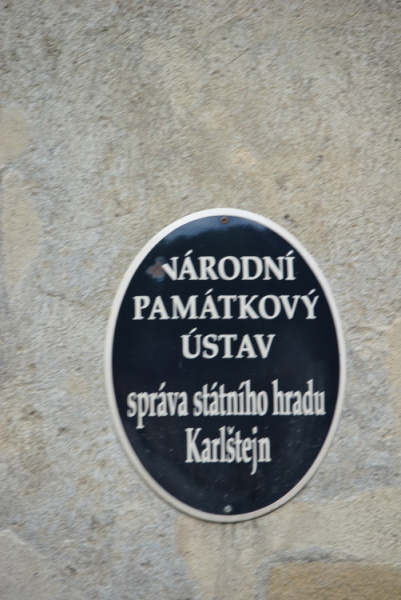 NÁRODNÍ
PAMÁTKOVÝ
ÚSTAV
správa státního hradu
Karlštejn